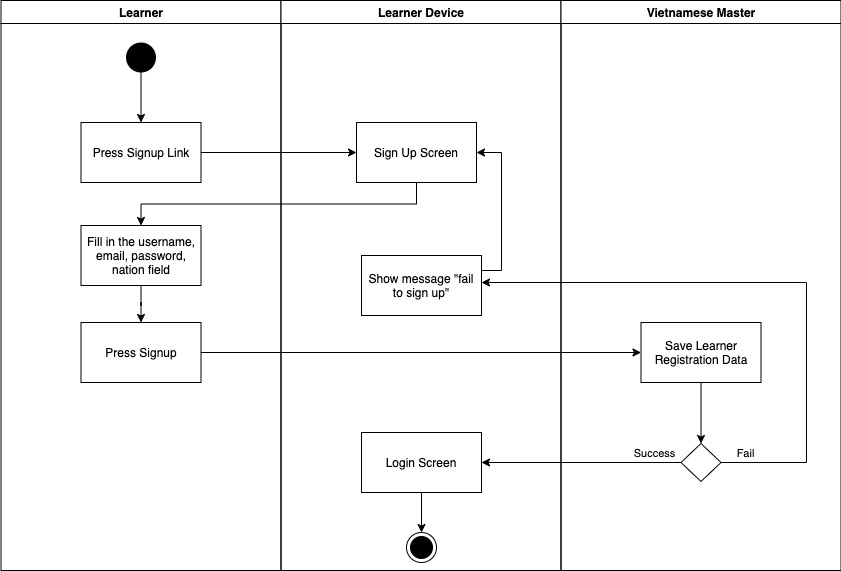 Learner
Learner Device
Vietnamese Master
Press Signup Link
Sign Up Screen
Fill in the username,
email, password,
nation field
Show message "fail
to sign up"
Press Signup
Save Learner
Registration Data
Login Screen
Success
Fail